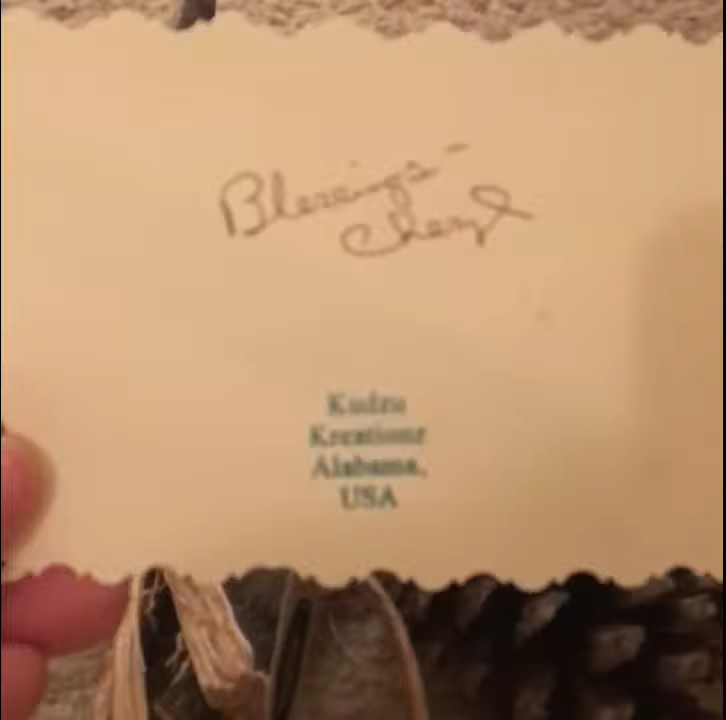 Blessings -
Cheryl
Kudzu
Kreations
Alabama,
USA